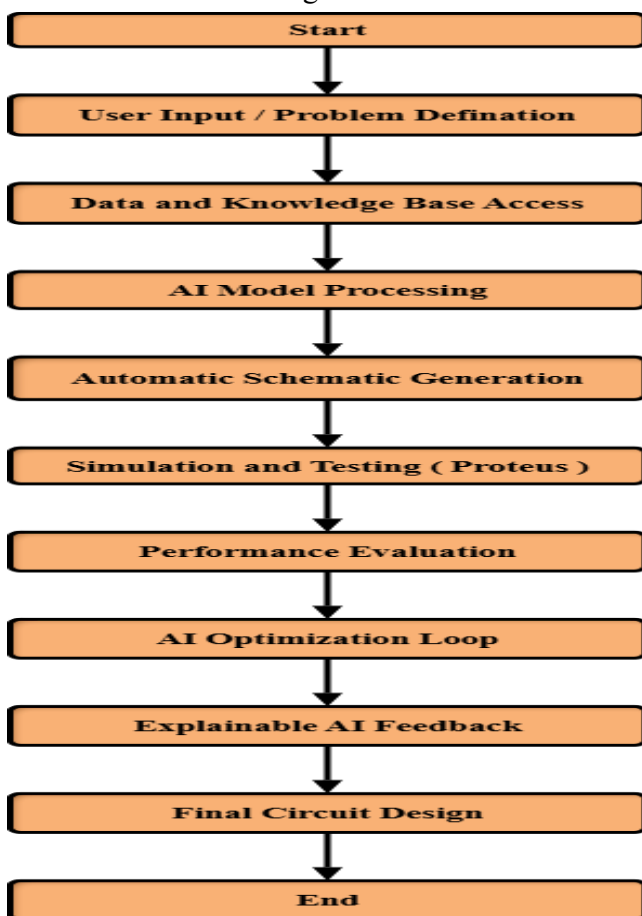 Start
User Input / Problem Defination
Data and Knowledge Base Access
AI Model Processing
Automatic Schematic Generation
Simulation and Testing ( Proteus )
Performance Evaluation
AI Optimization Loop
Explainable AI Feedback
Final Circuit Design
End